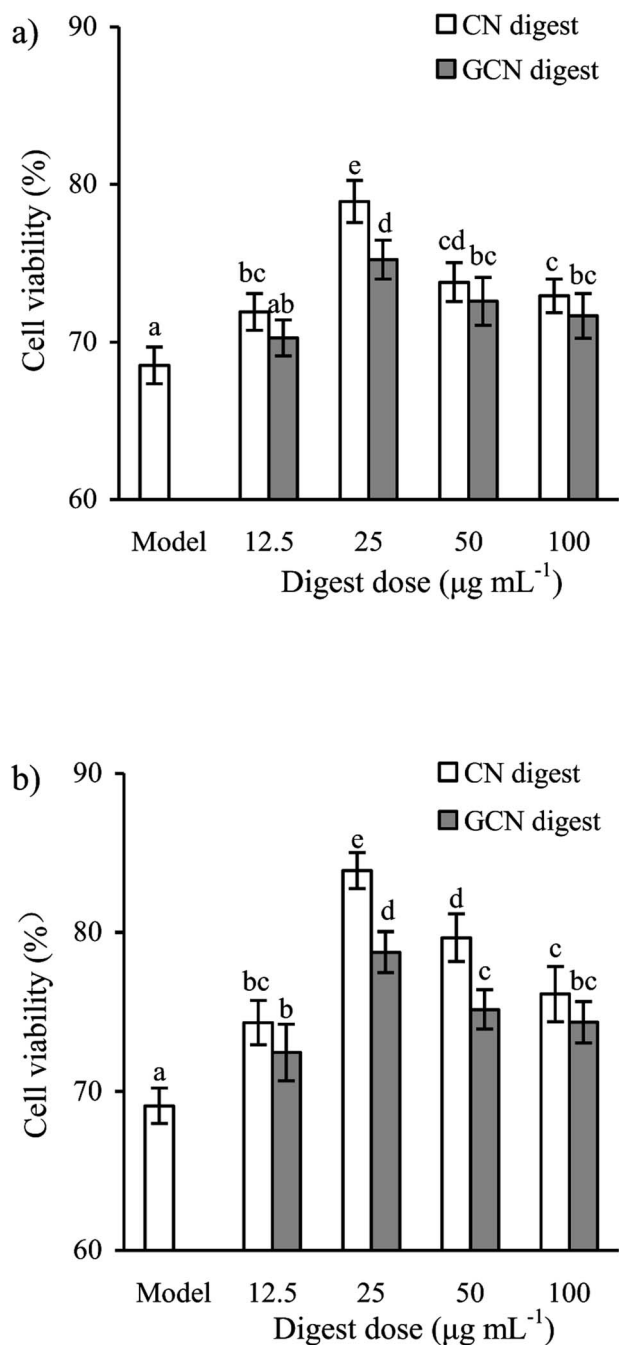 a)
90
80
70
60
Cell viability (%)
CN digest
GCN digest
a
bc
ab
e
d
cd
bc
c
bc
Model 12.5 25 50 100
Digest dose (μg mL⁻¹)
b)
90
80
70
60
Cell viability (%)
CN digest
GCN digest
a
bc
b
e
d
d
c
c
bc
Model 12.5 25 50 100
Digest dose (μg mL⁻¹)